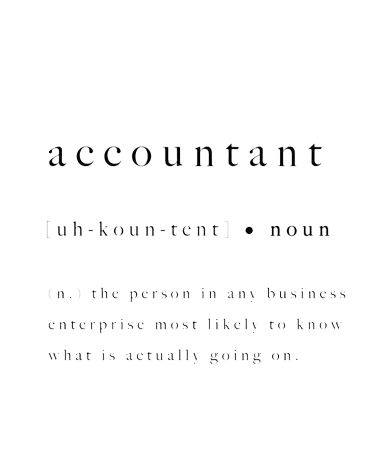 accountant
[uh-koun-tent] • noun
(n.) the person in any business
enterprise most likely to know
what is actually going on.